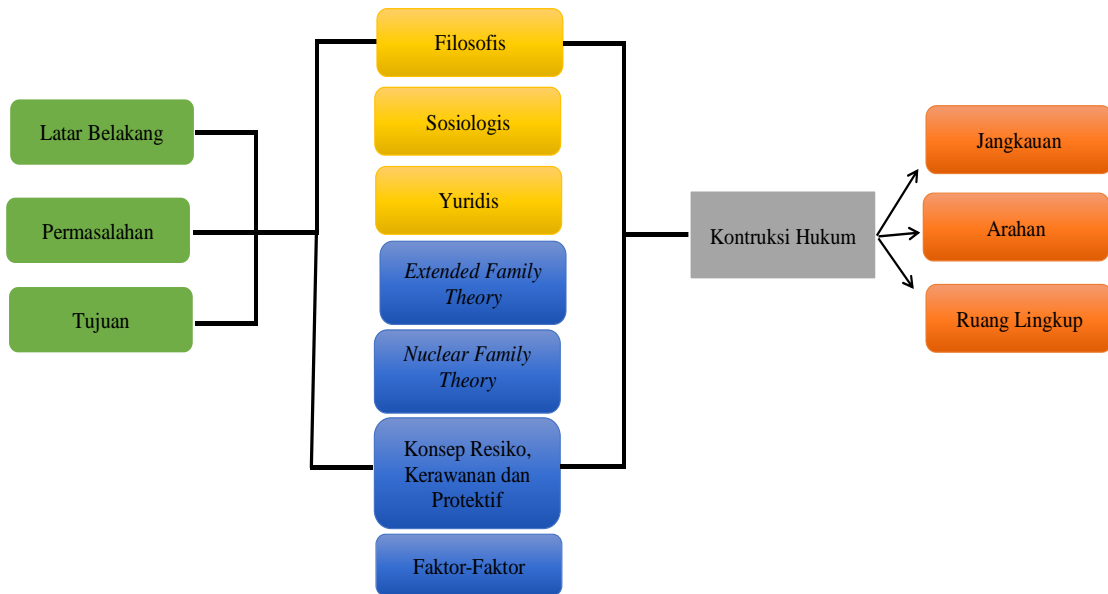 Latar Belakang
Permasalahan
Tujuan
Filosofis
Sosiologis
Yuridis
Extended Family
Theory
Nuclear Family
Theory
Konsep Resiko,
Kerawanan dan
Protektif
Faktor-Faktor
Kontruksi Hukum
Jangkauan
Arahan
Ruang Lingkup